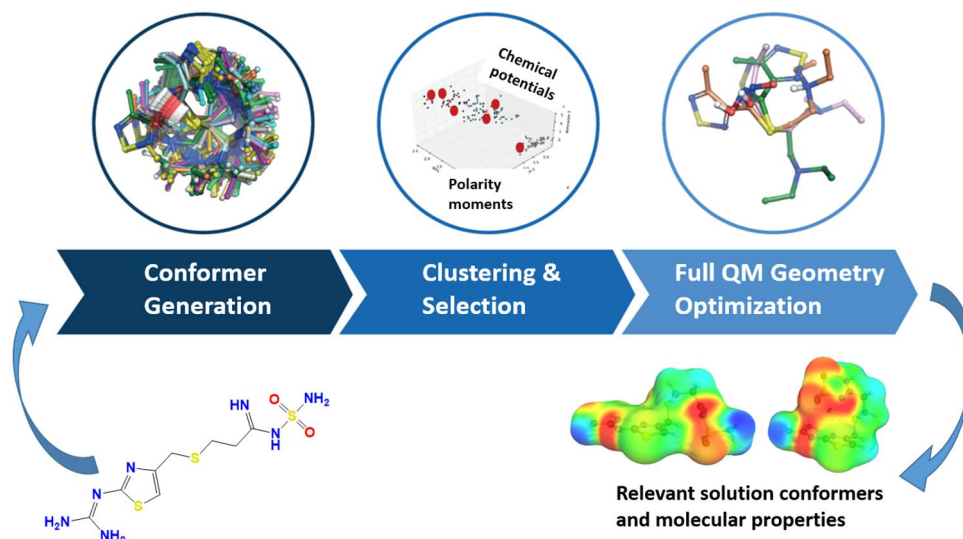 Chemical
potentials
Polarity
moments
Conformer
Generation
Clustering &
Selection
Full QM Geometry
Optimization
HN
NH₂
O
S
O
N
H
S
N
N
S
H₂N
NH₂
Relevant solution conformers
and molecular properties